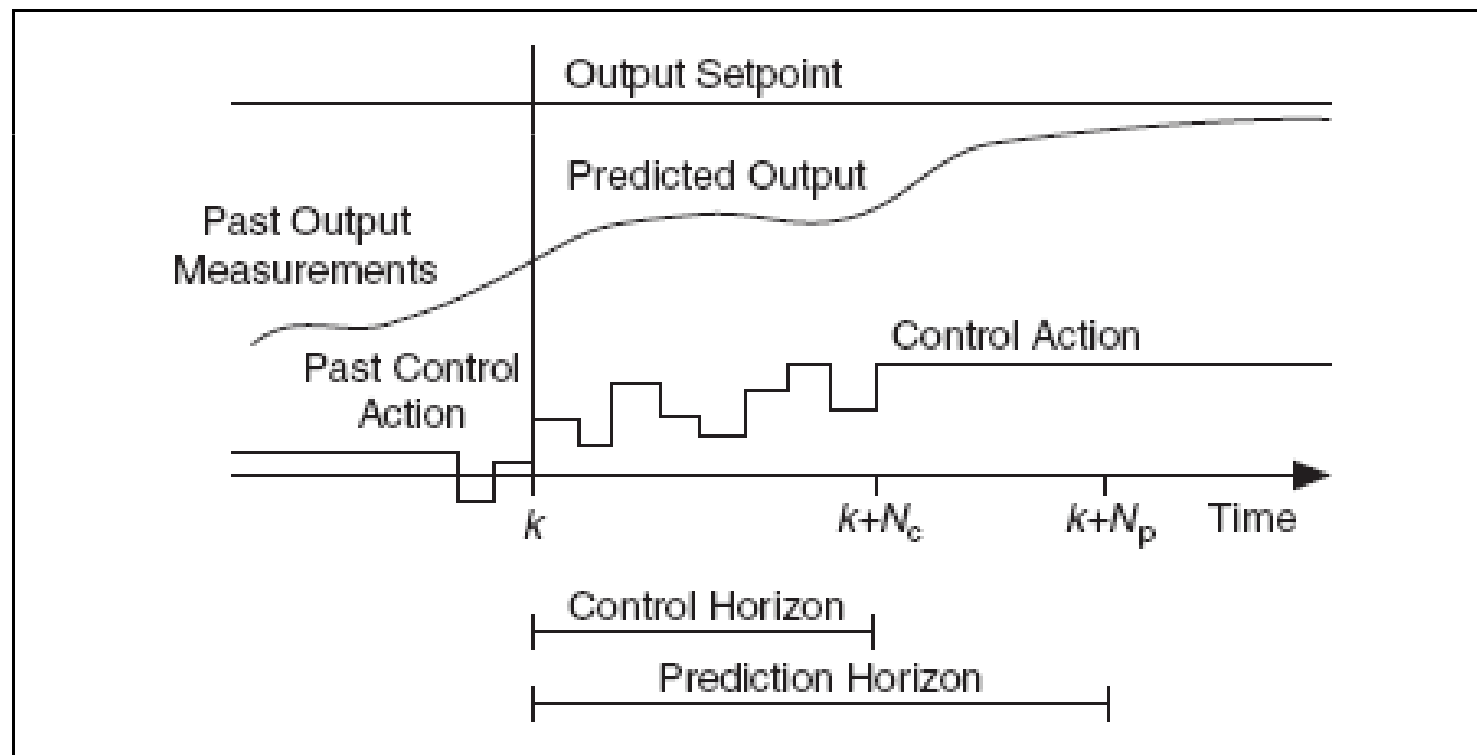 Output Setpoint
Predicted Output
Past Output
Measurements
Control Action
Past Control
Action
k
k+Nc
k+Np
Time
Control Horizon
Prediction Horizon